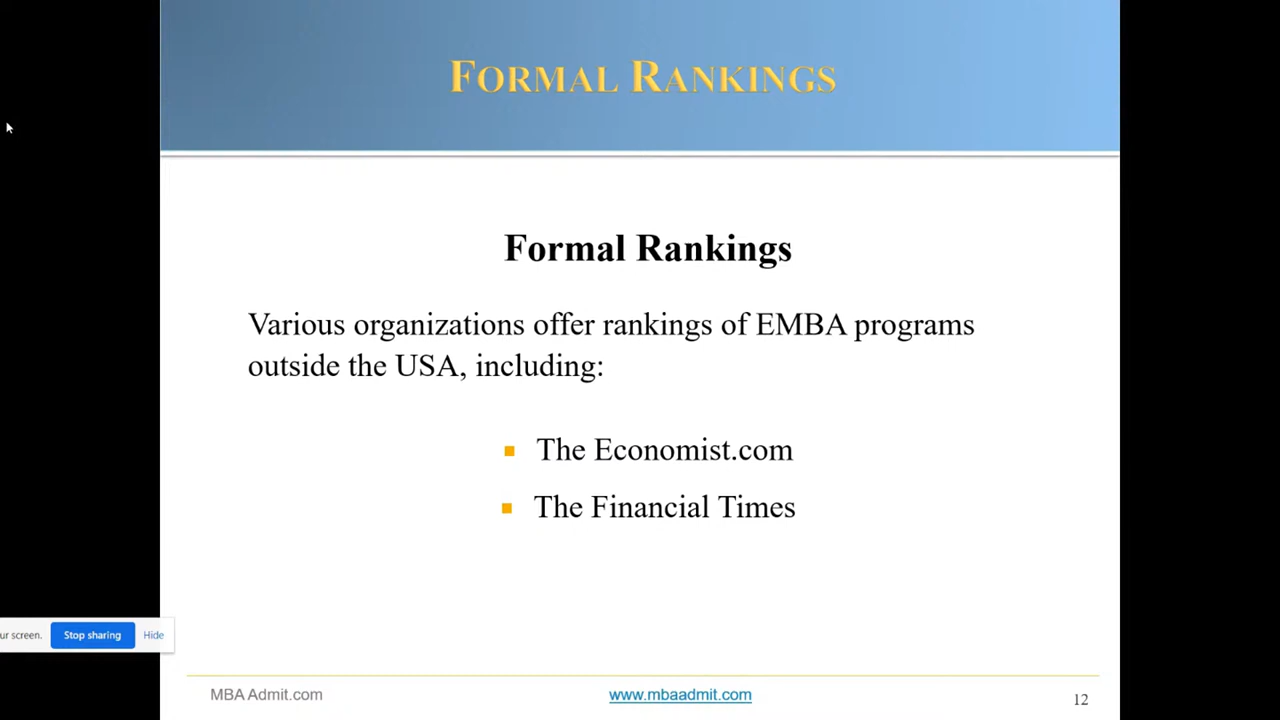 FORMAL RANKINGS
Formal Rankings
Various organizations offer rankings of EMBA programs
outside the USA, including:
The Economist.com
The Financial Times
ur screen. Stop sharing Hide
MBA Admit.com www.mbaadmit.com 12